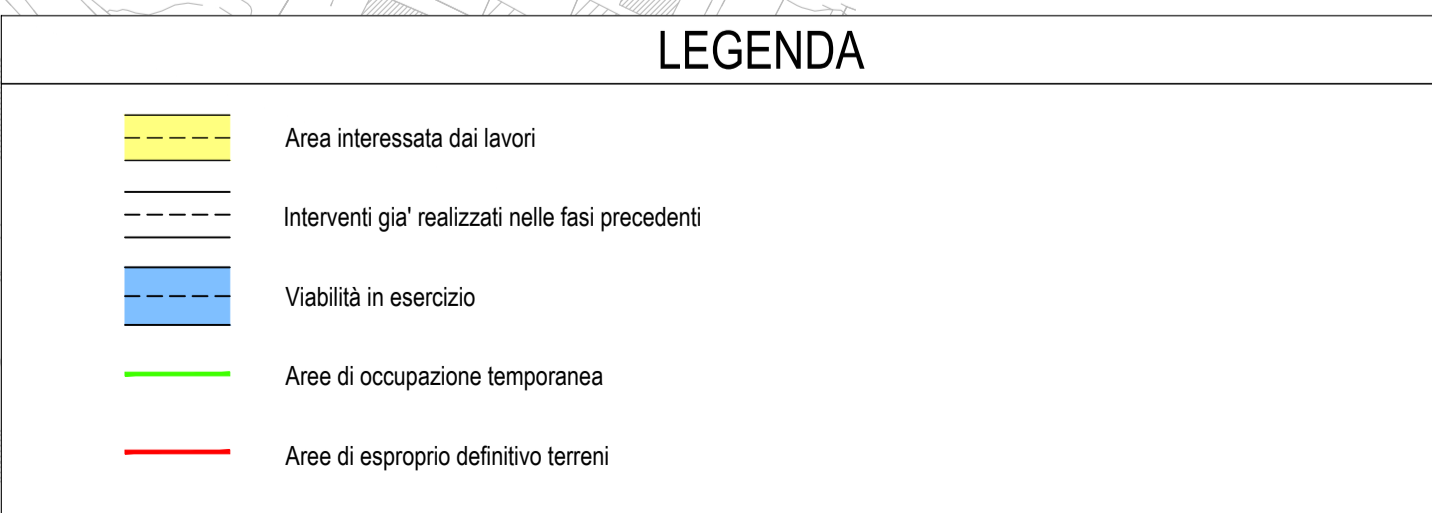 LEGENDA
Area interessata dai lavori
Interventi gia' realizzati nelle fasi precedenti
Viabilità in esercizio
Aree di occupazione temporanea
Aree di esproprio definitivo terreni